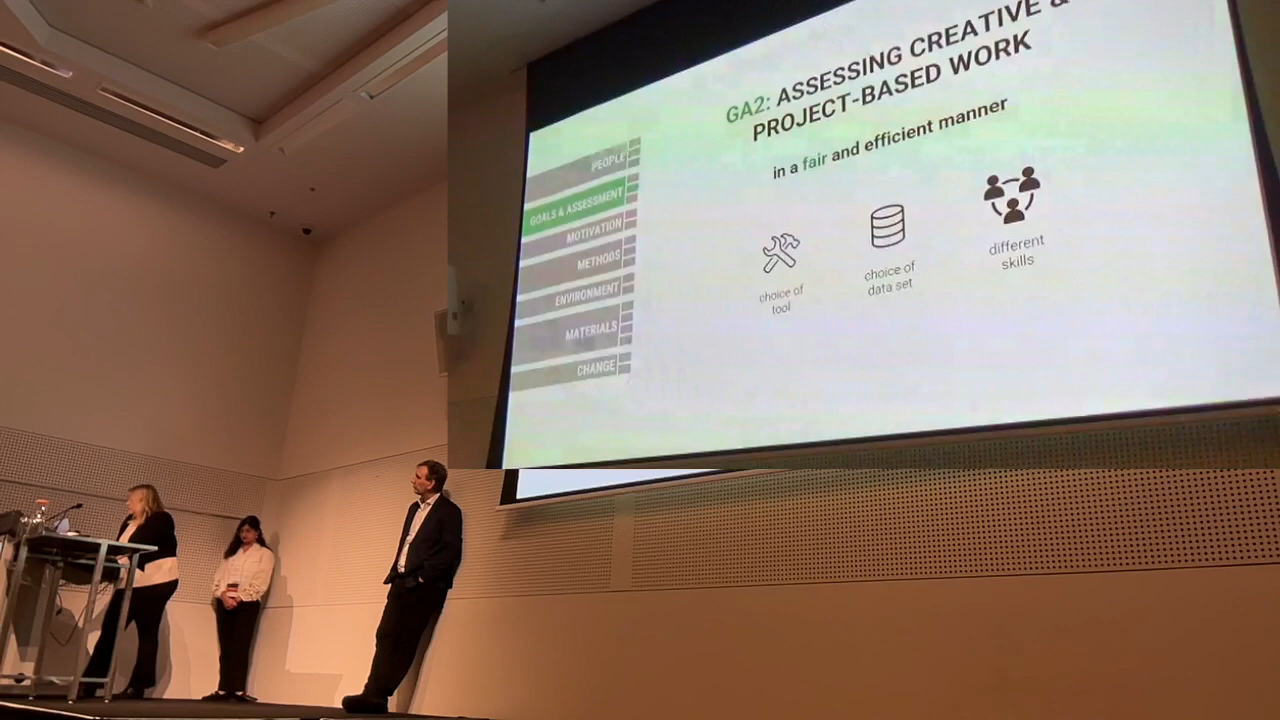 GA2: ASSESSING CREATIVE &
PROJECT-BASED WORK
in a fair and efficient manner
PEOPLE
GOALS & ASSESSMENT
MOTIVATION
METHODS
ENVIRONMENT
MATERIALS
CHANGE
choice of
tool
choice of
data set
different
skills